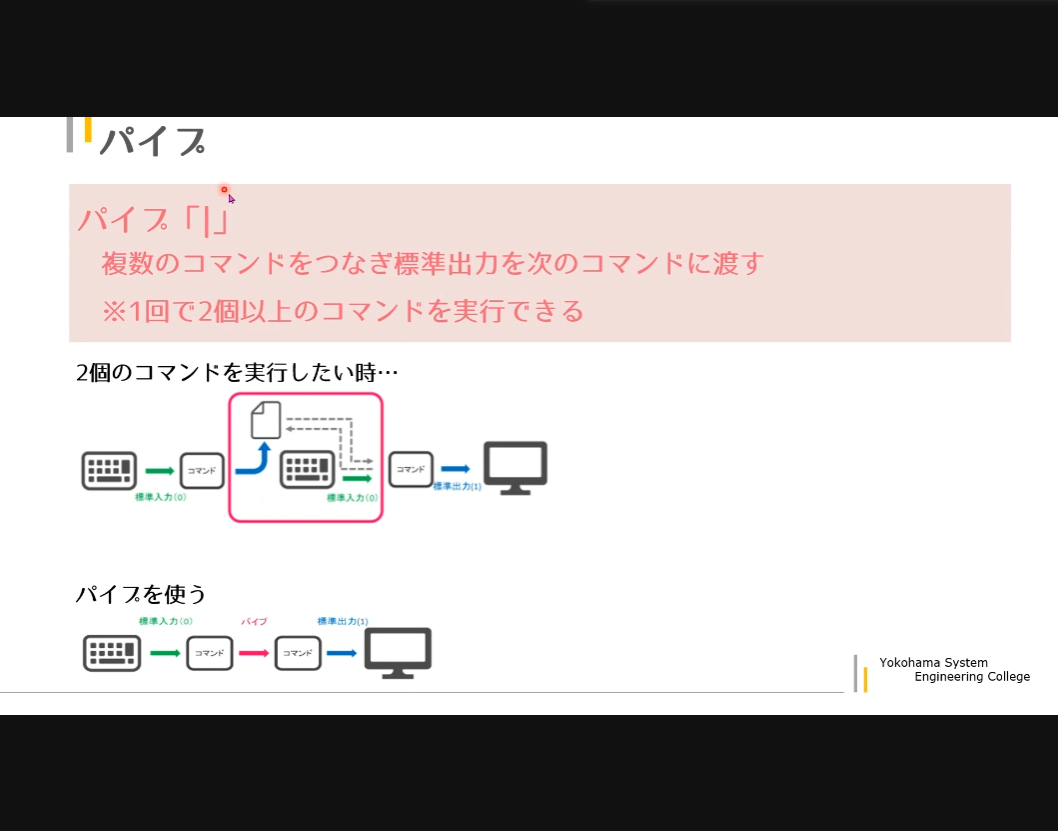 パイプ
パイプ「|」
複数のコマンドをつなぎ標準出力を次のコマンドに渡す
※1回で2個以上のコマンドを実行できる
2個のコマンドを実行したい時…
コマンド
コマンド
標準入力(0)
標準入力(0)
標準出力(1)
パイプを使う
標準入力(0)
パイプ
標準出力(1)
コマンド
コマンド
Yokohama System
Engineering College